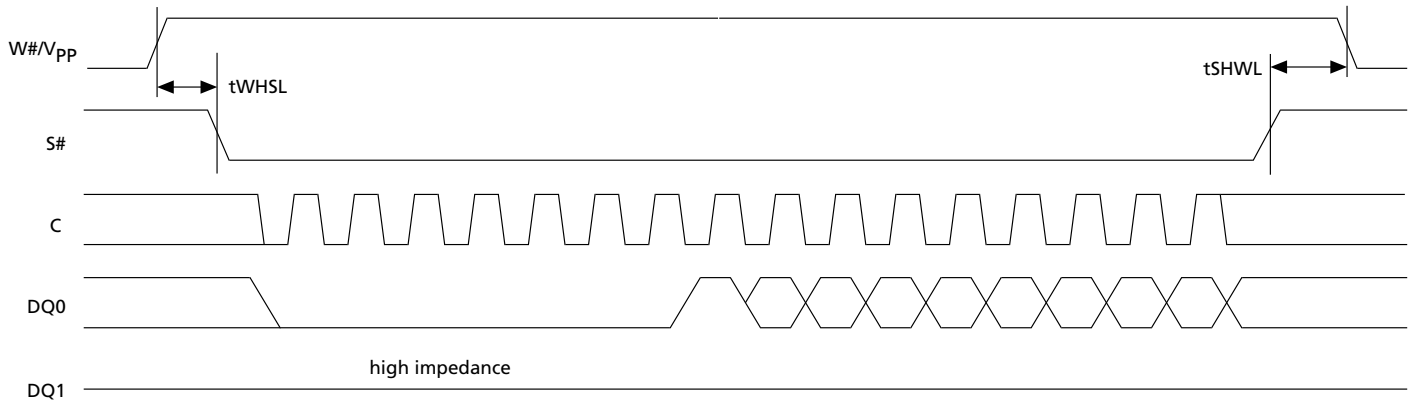 W#/VPP
tWHSL
tSHWL
S#
C
DQ0
high impedance
DQ1